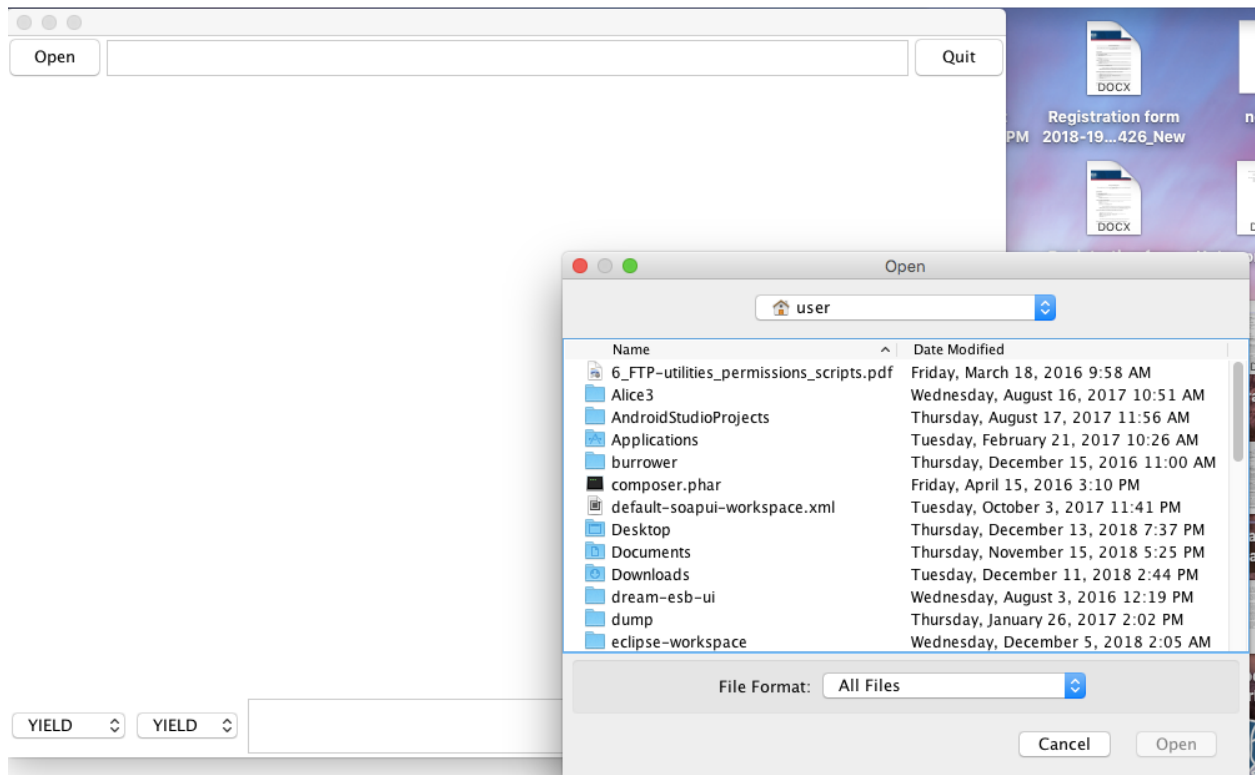 Open
Quit
DOCX
Registration form
PM 2018-19...426_New
DOCX
Open
user
Name Date Modified
6_FTP-utilities_permissions_scripts.pdf Friday, March 18, 2016 9:58 AM
Alice3 Wednesday, August 16, 2017 10:51 AM
AndroidStudioProjects Thursday, August 17, 2017 11:56 AM
Applications Tuesday, February 21, 2017 10:26 AM
burrower Thursday, December 15, 2016 11:00 AM
composer.phar Friday, April 15, 2016 3:10 PM
default-soapui-workspace.xml Tuesday, October 3, 2017 11:41 PM
Desktop Thursday, December 13, 2018 7:37 PM
Documents Thursday, November 15, 2018 5:25 PM
Downloads Tuesday, December 11, 2018 2:44 PM
dream-esb-ui Wednesday, August 3, 2016 12:19 PM
dump Thursday, January 26, 2017 2:02 PM
eclipse-workspace Wednesday, December 5, 2018 2:05 AM
File Format: All Files
YIELD YIELD
Cancel Open